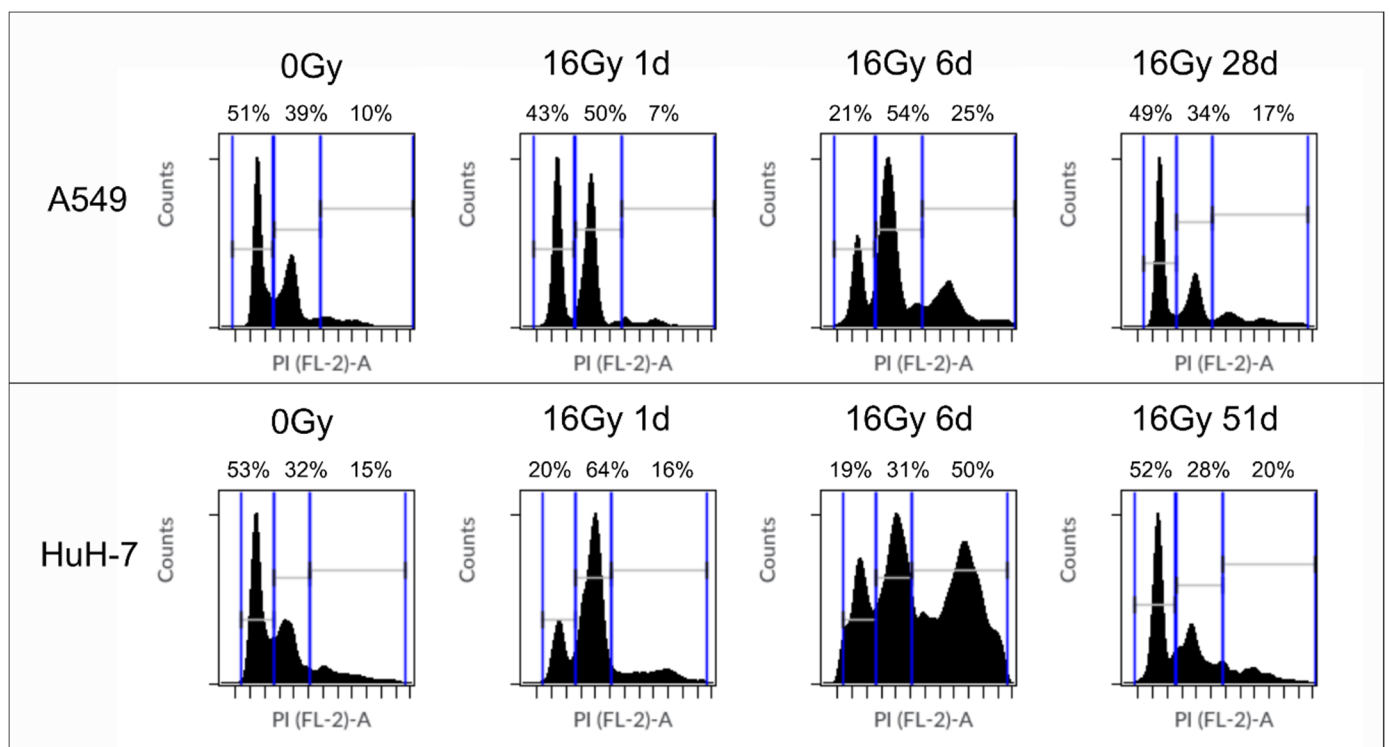 0Gy 16Gy 1d 16Gy 6d 16Gy 28d
51% 39% 10% 43% 50% 7% 21% 54% 25% 49% 34% 17%
A549 Counts Counts Counts Counts
PI (FL-2)-A PI (FL-2)-A PI (FL-2)-A PI (FL-2)-A
0Gy 16Gy 1d 16Gy 6d 16Gy 51d
53% 32% 15% 20% 64% 16% 19% 31% 50% 52% 28% 20%
HuH-7 Counts Counts Counts Counts
PI (FL-2)-A PI (FL-2)-A PI (FL-2)-A PI (FL-2)-A